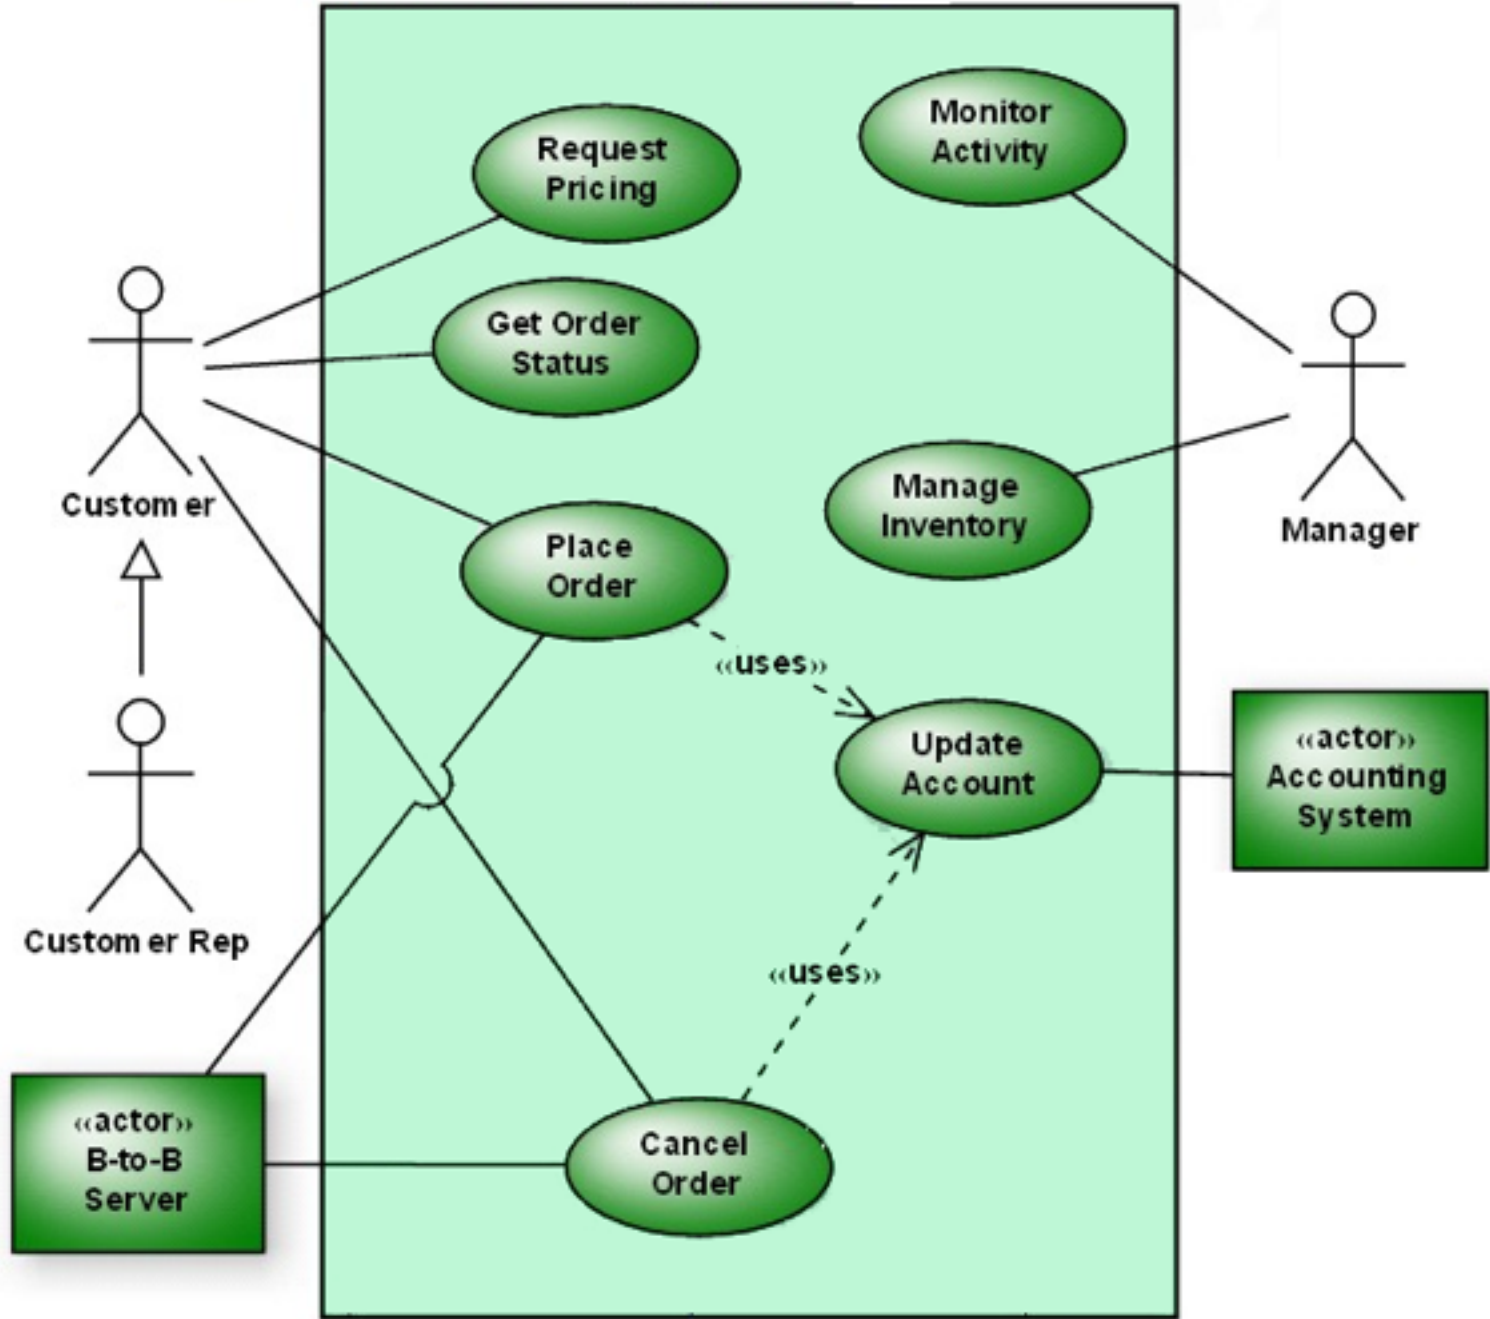 Request
Pricing
Monitor
Activity
Get Order
Status
Customer
Manage
Inventory
Manager
Place
Order
«uses»
Update
Account
«actor»
Accounting
System
Customer Rep
«uses»
«actor»
B-to-B
Server
Cancel
Order